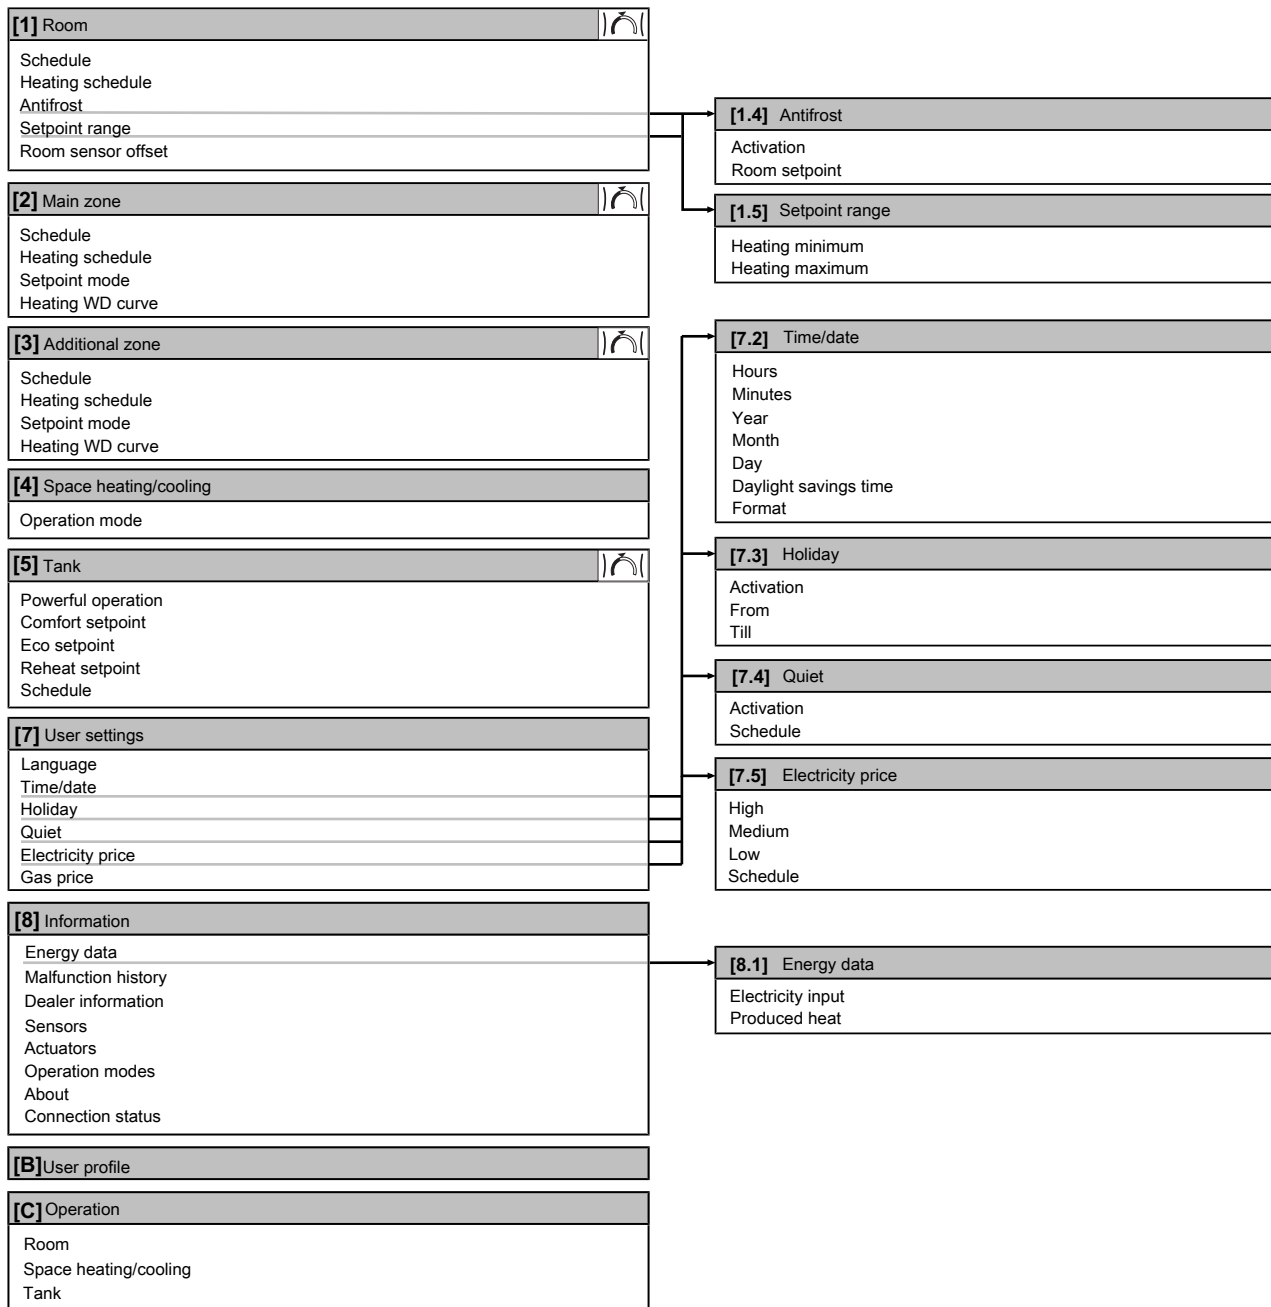 [1] Room
Schedule
Heating schedule
Antifrost
Setpoint range
Room sensor offset
[2] Main zone
Schedule
Heating schedule
Setpoint mode
Heating WD curve
[3] Additional zone
Schedule
Heating schedule
Setpoint mode
Heating WD curve
[4] Space heating/cooling
Operation mode
[5] Tank
Powerful operation
Comfort setpoint
Eco setpoint
Reheat setpoint
Schedule
[7] User settings
Language
Time/date
Holiday
Quiet
Electricity price
Gas price
[8] Information
Energy data
Malfunction history
Dealer information
Sensors
Actuators
Operation modes
About
Connection status
[B] User profile
[C] Operation
Room
Space heating/cooling
Tank
[1.4] Antifrost
Activation
Room setpoint
[1.5] Setpoint range
Heating minimum
Heating maximum
[7.2] Time/date
Hours
Minutes
Year
Month
Day
Daylight savings time
Format
[7.3] Holiday
Activation
From
Till
[7.4] Quiet
Activation
Schedule
[7.5] Electricity price
High
Medium
Low
Schedule
[8.1] Energy data
Electricity input
Produced heat